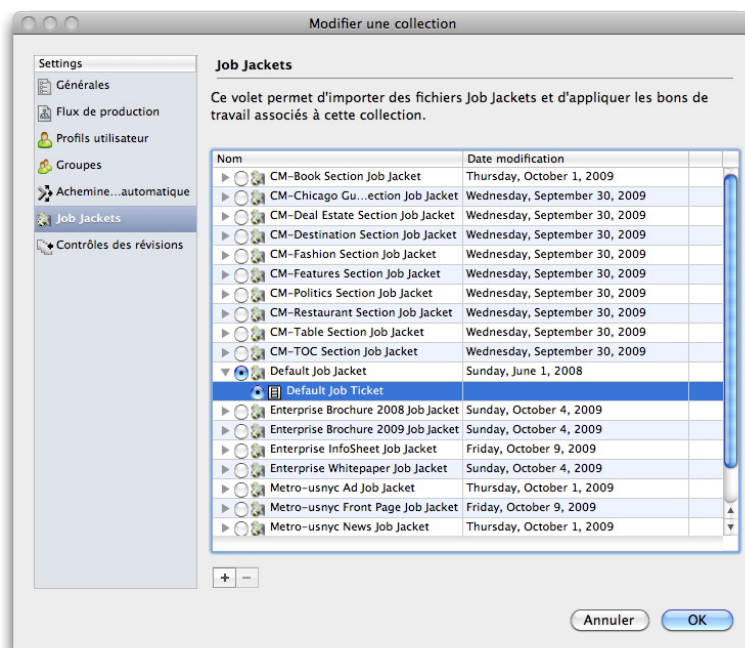 Modifier une collection
Settings
Générales
Flux de production
Profils utilisateur
Groupes
Achemine...automatique
Job Jackets
Contrôles des révisions
Job Jackets
Ce volet permet d'importer des fichiers Job Jackets et d'appliquer les bons de
travail associés à cette collection.
Nom Date modification
CM-Book Section Job Jacket Thursday, October 1, 2009
CM-Chicago Gu...ection Job Jacket Wednesday, September 30, 2009
CM-Deal Estate Section Job Jacket Wednesday, September 30, 2009
CM-Destination Section Job Jacket Wednesday, September 30, 2009
CM-Fashion Section Job Jacket Wednesday, September 30, 2009
CM-Features Section Job Jacket Wednesday, September 30, 2009
CM-Politics Section Job Jacket Wednesday, September 30, 2009
CM-Restaurant Section Job Jacket Wednesday, September 30, 2009
CM-Table Section Job Jacket Wednesday, September 30, 2009
CM-TOC Section Job Jacket Wednesday, September 30, 2009
Default Job Jacket Sunday, June 1, 2008
Default Job Ticket
Enterprise Brochure 2008 Job Jacket Sunday, October 4, 2009
Enterprise Brochure 2009 Job Jacket Sunday, October 4, 2009
Enterprise InfoSheet Job Jacket Friday, October 9, 2009
Enterprise Whitepaper Job Jacket Sunday, October 4, 2009
Metro-usnyc Ad Job Jacket Thursday, October 1, 2009
Metro-usnyc Front Page Job Jacket Friday, October 9, 2009
Metro-usnyc News Job Jacket Thursday, October 1, 2009
+ −
Annuler OK